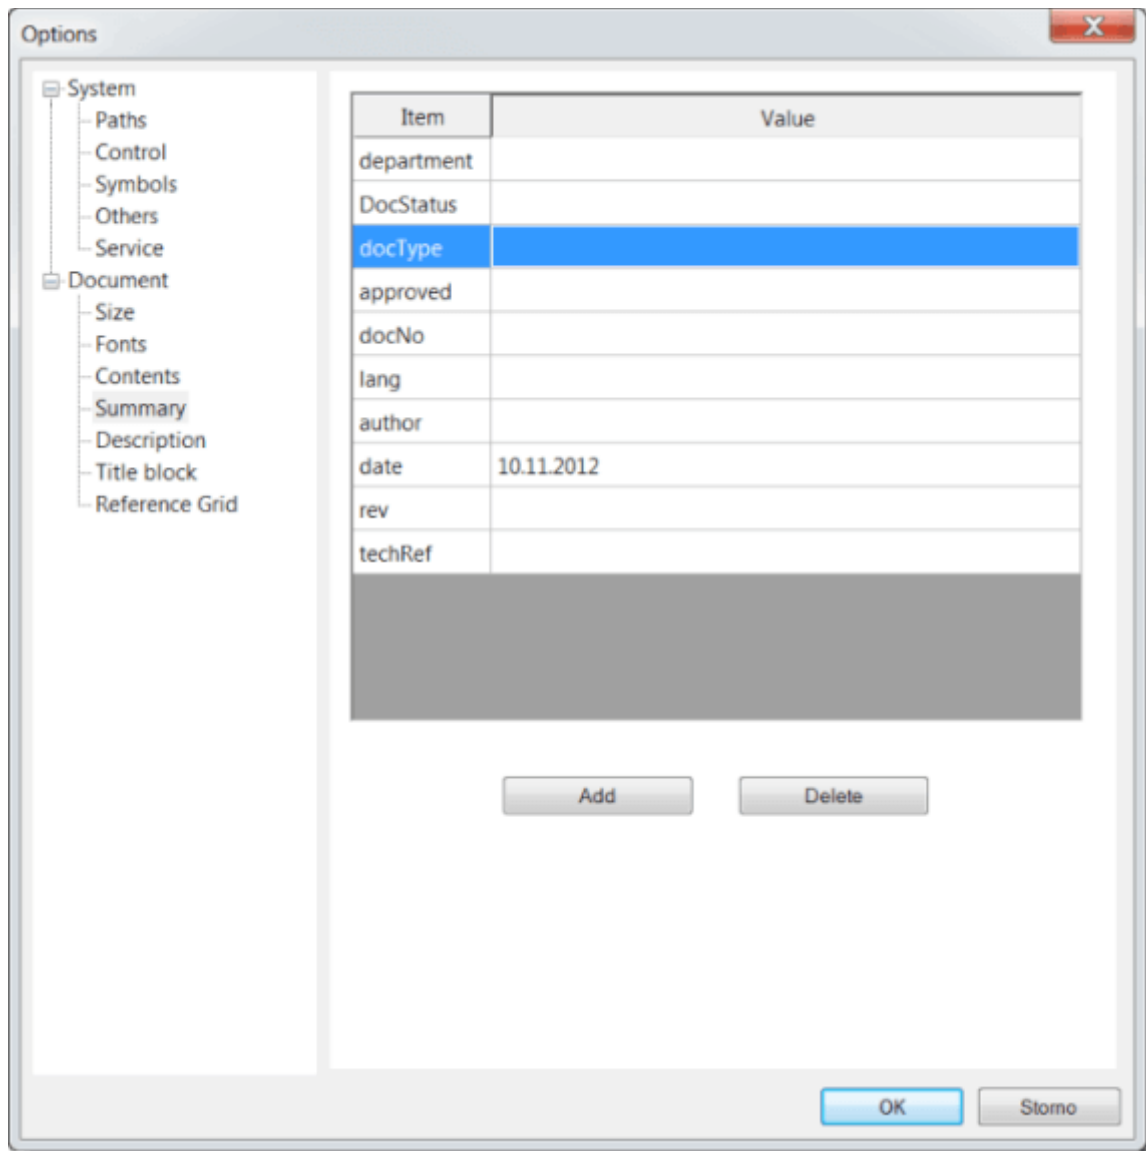 Options
System
Paths
Control
Symbols
Others
Service
Document
Size
Fonts
Contents
Summary
Description
Title block
Reference Grid
Item Value
department
DocStatus
docType
approved
docNo
lang
author
date 10.11.2012
rev
techRef
Add Delete
OK Storno